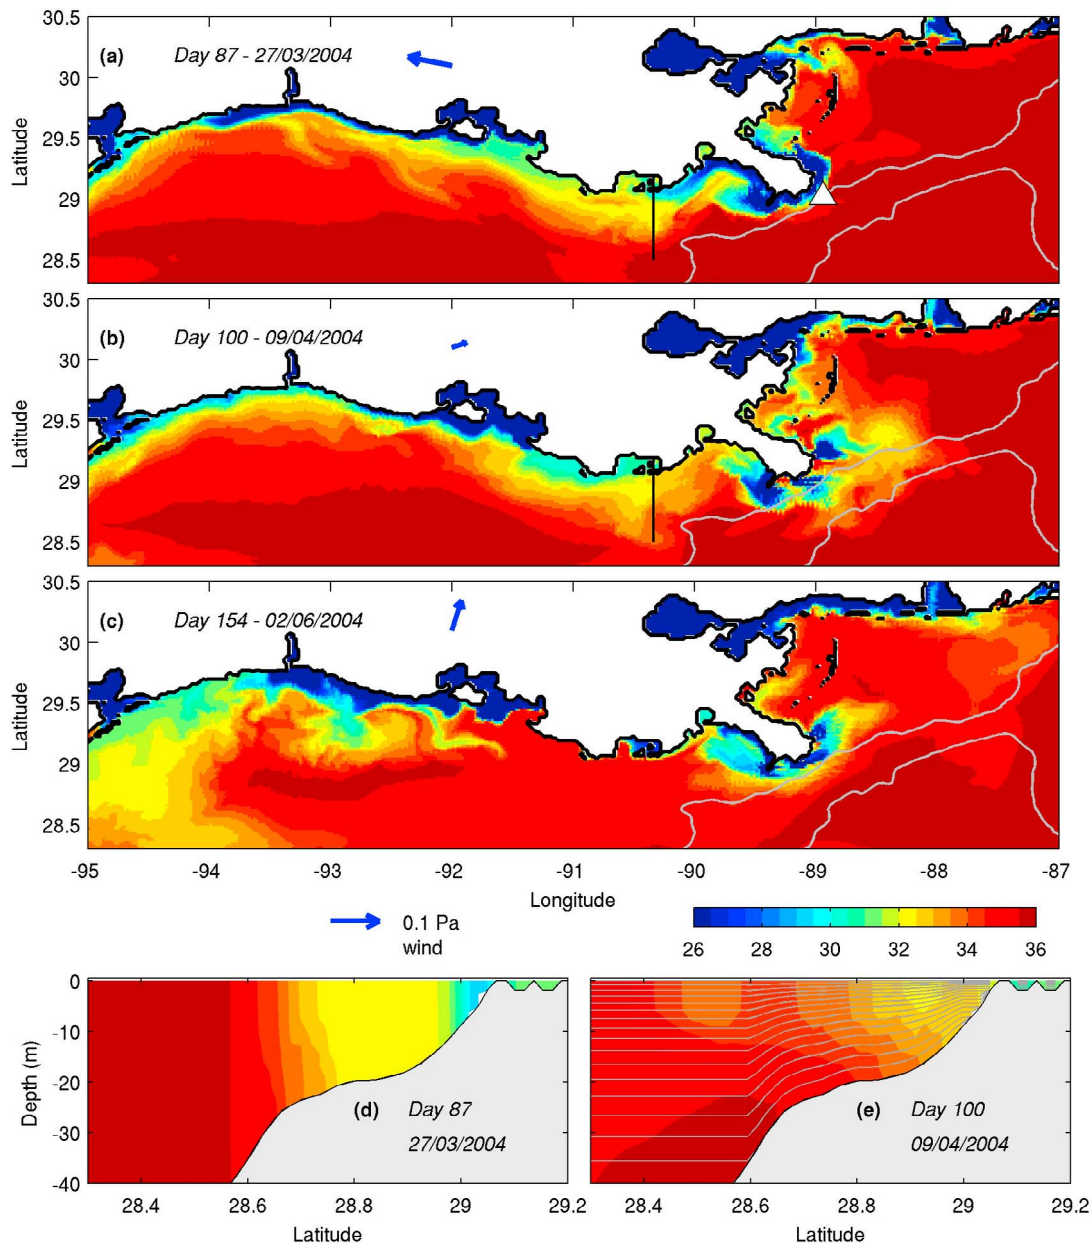 30.5
(a) Day 87 - 27/03/2004
30
Latitude
29.5
29
28.5
30.5
(b) Day 100 - 09/04/2004
30
Latitude
29.5
29
28.5
30.5
(c) Day 154 - 02/06/2004
30
Latitude
29.5
29
28.5
-95 -94 -93 -92 -91 -90 -89 -88 -87
Longitude
0.1 Pa
wind
26 28 30 32 34 36
0
-10
Depth (m)
-20
-30
-40
(d) Day 87
27/03/2004
28.4 28.6 28.8 29 29.2
Latitude
(e) Day 100
09/04/2004
28.4 28.6 28.8 29 29.2
Latitude